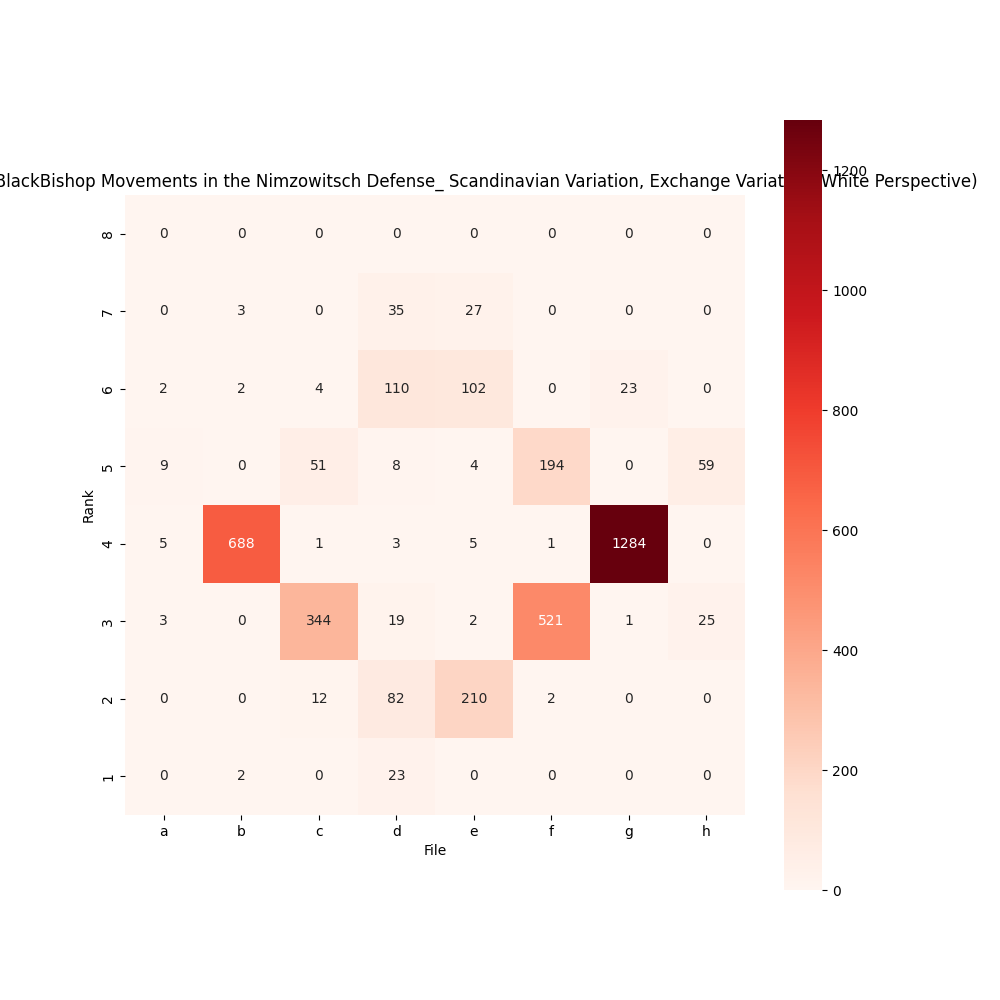 BlackBishop Movements in the Nimzowitsch Defense_ Scandinavian Variation, Exchange Variat White Perspective)
1200
1000
800
600
400
200
0
Rank
8 0 0 0 0 0 0 0 0
7 0 3 0 35 27 0 0 0
6 2 2 4 110 102 0 23 0
5 9 0 51 8 4 194 0 59
4 5 688 1 3 5 1 1284 0
3 3 0 344 19 2 521 1 25
2 0 0 12 82 210 2 0 0
1 0 2 0 23 0 0 0 0
a b c d e f g h
File